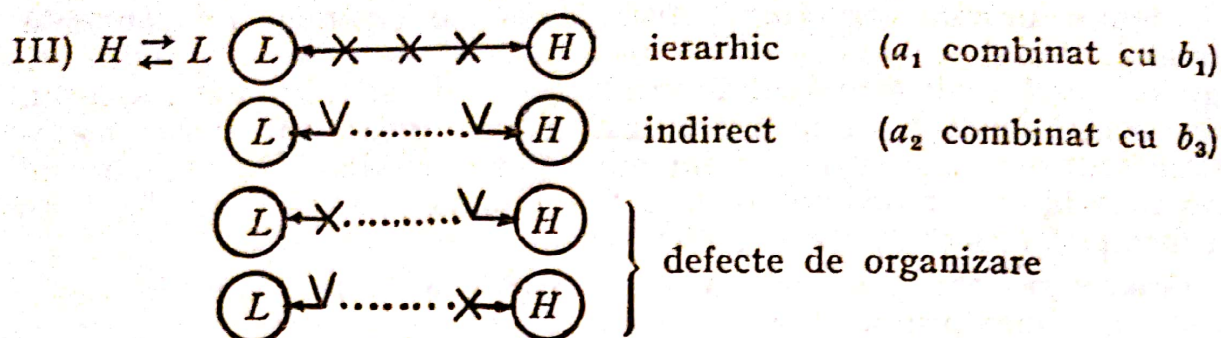 III) H ⇄ L (L) ←X X X→ (H) ierarhic (a₁ combinat cu b₁)
(L) ←V..........V→ (H) indirect (a₂ combinat cu b₃)
(L) ←X..........V→ (H)
defecte de organizare
(L) ←V..........X→ (H)